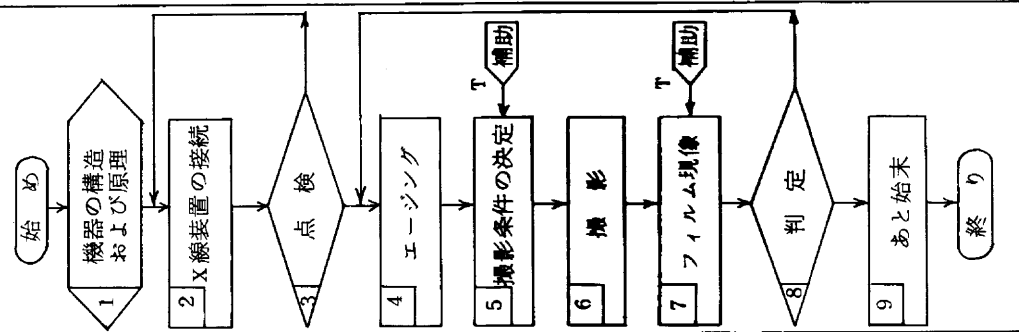 始め
1
機器の構造
および原理
2
X線装置の接続
3
点検
4
エージング
5
撮影条件の決定
T
補助
6
撮影
7
フィルム現像
T
補助
8
判定
9
あと始末
終り